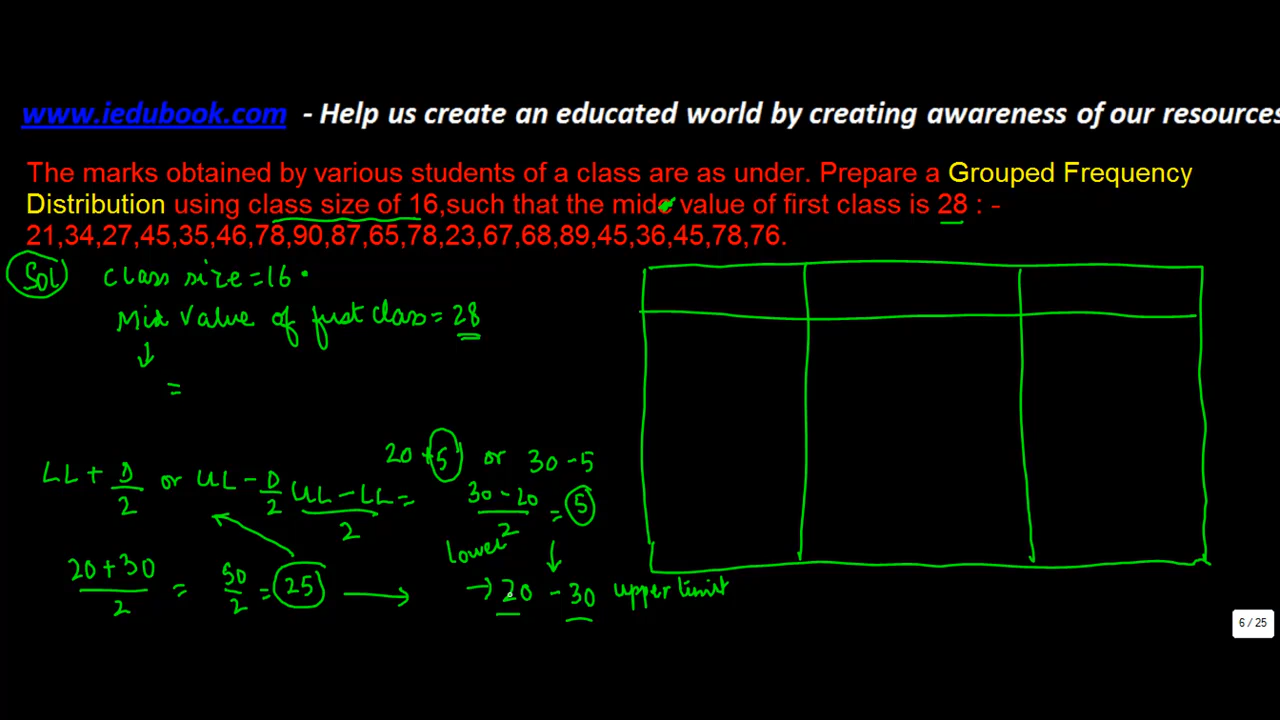 www.iedubook.com - Help us create an educated world by creating awareness of our resources
The marks obtained by various students of a class are as under. Prepare a Grouped Frequency
Distribution using class size of 16,such that the mide value of first class is 28 : -
21,34,27,45,35,46,78,90,87,65,78,23,67,68,89,45,36,45,78,76.
Sol class size = 16
Mid value of first class = 28
=
20 + 5 or 30 - 5
LL + D/2 or UL - D/2 UL - LL/2 = 30 - 20/2 = 5
lower
20 + 30/2 = 50/2 = 25 → → 20 - 30 upper limit
6 / 25